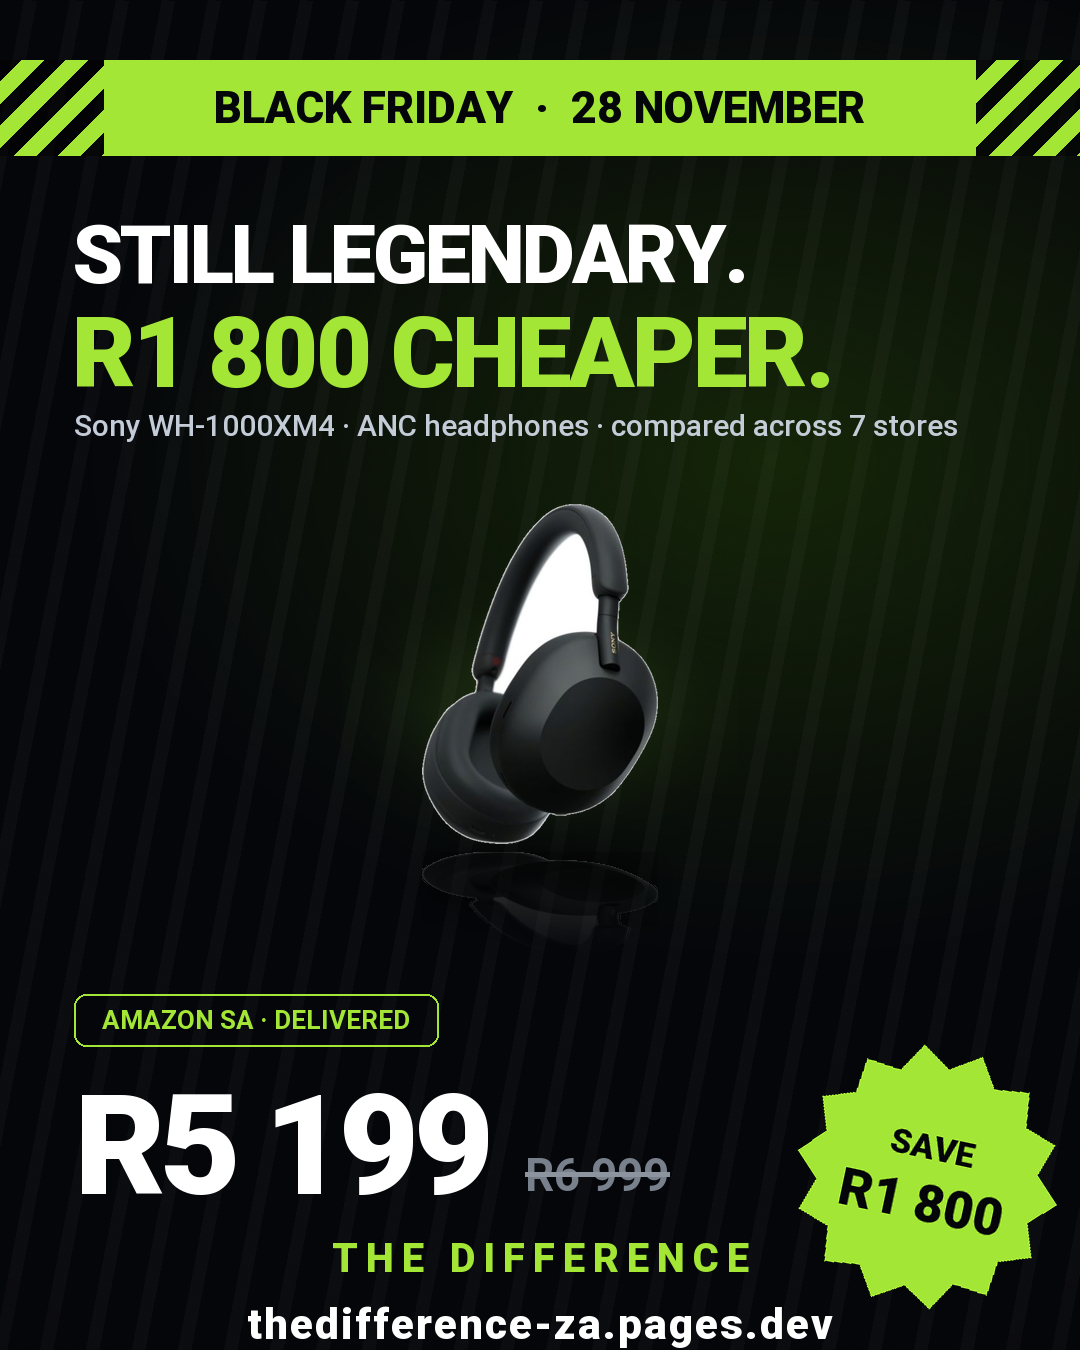 BLACK FRIDAY · 28 NOVEMBER
STILL LEGENDARY.
R1 800 CHEAPER.
Sony WH-1000XM4 · ANC headphones · compared across 7 stores
SONY
AMAZON SA · DELIVERED
R5 199
R6 999
SAVE
R1 800
THE DIFFERENCE
thedifference-za.pages.dev